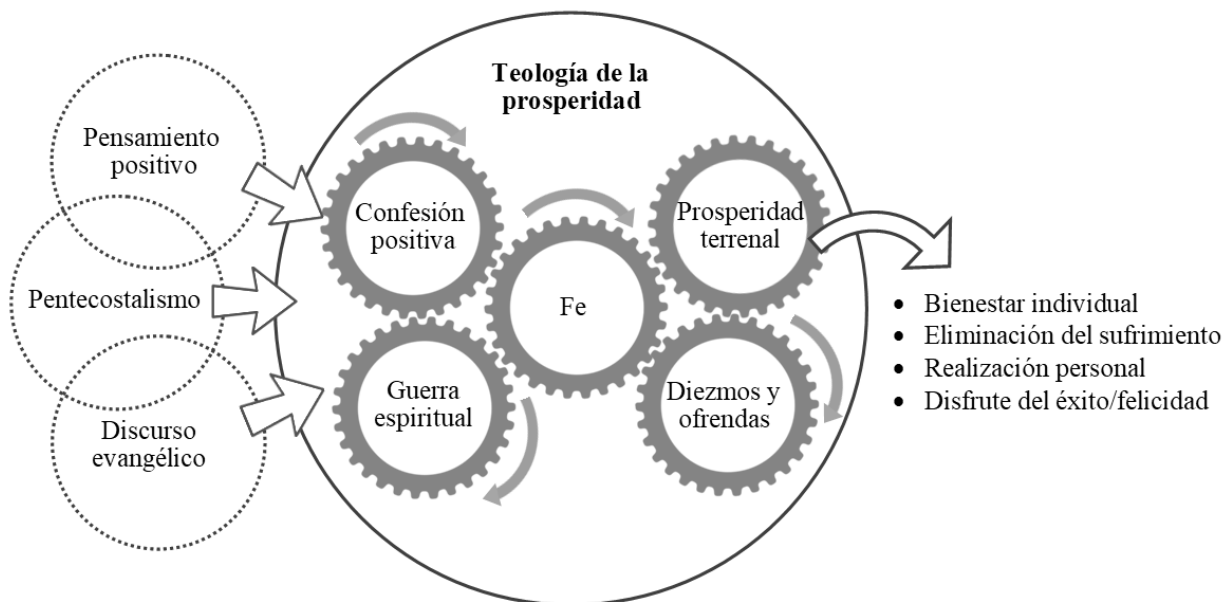 Teología de la
prosperidad
Pensamiento
positivo
Pentecostalismo
Discurso
evangélico
Confesión
positiva
Guerra
espiritual
Fe
Prosperidad
terrenal
Diezmos y
ofrendas
• Bienestar individual
• Eliminación del sufrimiento
• Realización personal
• Disfrute del éxito/felicidad